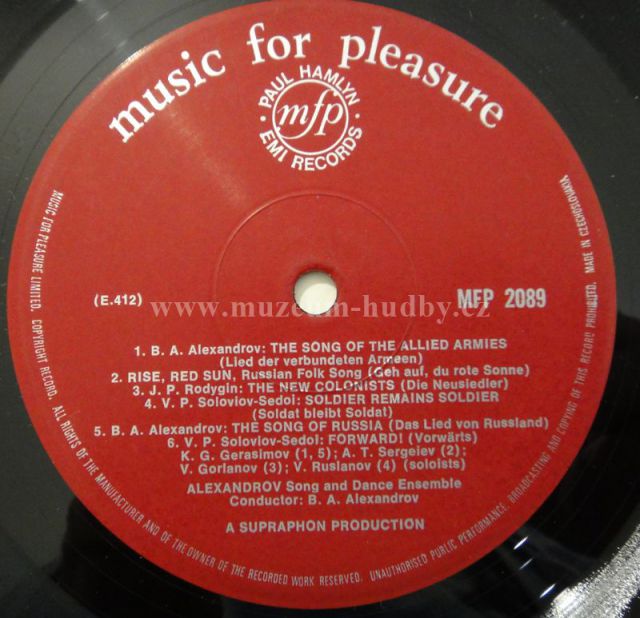 music for pleasure
PAUL HAMLYN
mfp
EMI RECORDS
(E.412)
MFP 2089
www.muzeum-hudby.cz
1. B. A. Alexandrov: THE SONG OF THE ALLIED ARMIES
(Lied der verbundeten Armeen)
2. RISE, RED SUN, Russian Folk Song (Geh auf, du rote Sonne)
3. J. P. Rodygin: THE NEW COLONISTS (Die Neusiedler)
4. V. P. Soloviov-Sedoi: SOLDIER REMAINS SOLDIER
(Soldat bleibt Soldat)
5. B. A. Alexandrov: THE SONG OF RUSSIA (Das Lied von Russland)
6. V. P. Soloviov-Sedoi: FORWARD! (Vorwärts)
K. G. Gerasimov (1, 5); A. T. Sergeiev (2);
V. Gorlanov (3); V. Ruslanov (4) (soloists)
ALEXANDROV Song and Dance Ensemble
Conductor: B. A. Alexandrov
A SUPRAPHON PRODUCTION
MUSIC FOR PLEASURE LIMITED. COPYRIGHT RECORD. ALL RIGHTS OF THE MANUFACTURER AND OF THE OWNER OF THE RECORDED WORK RESERVED. UNAUTHORISED PUBLIC PERFORMANCE, BROADCASTING AND COPYING OF THIS RECORD PROHIBITED. MADE IN CZECHOSLOVAKIA